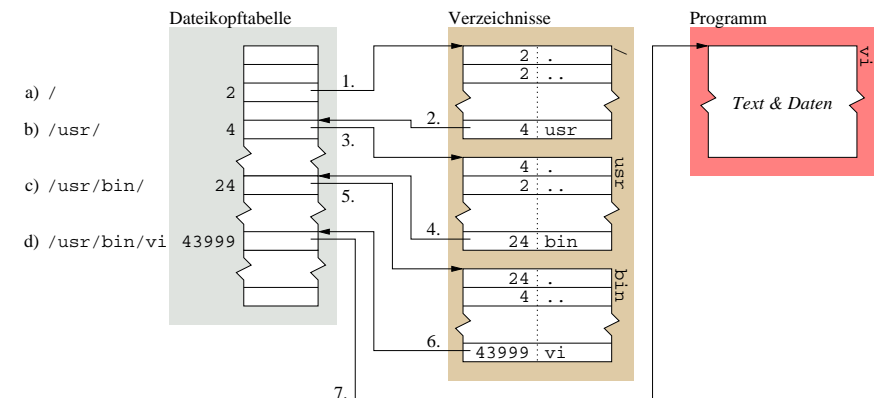 Dateikopftabelle
Verzeichnisse
Programm
a) /
2
1.
2 .
2 ..
/
vi
Text & Daten
b) /usr/
4
2.
4 usr
3.
c) /usr/bin/
24
5.
4 .
2 ..
usr
4.
24 bin
d) /usr/bin/vi
43999
24 .
4 ..
bin
6.
43999 vi
7.